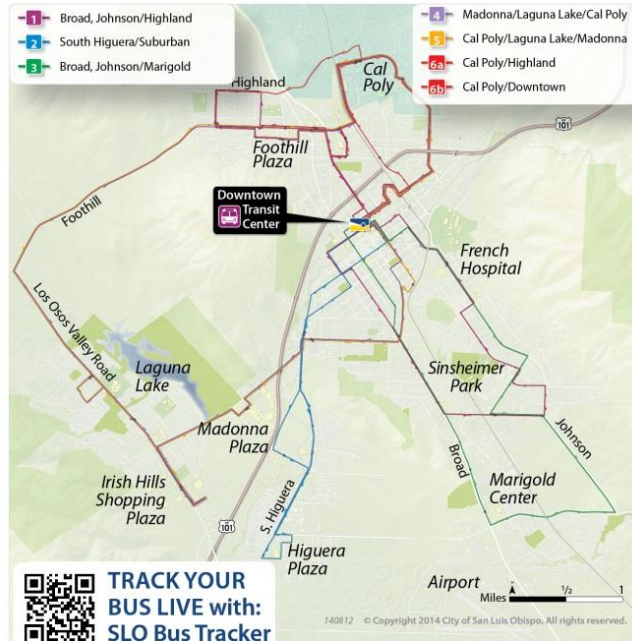 1 Broad, Johnson/Highland
2 South Higuera/Suburban
3 Broad, Johnson/Marigold
4 Madonna/Laguna Lake/Cal Poly
5 Cal Poly/Laguna Lake/Madonna
6a Cal Poly/Highland
6b Cal Poly/Downtown
Highland
Cal
Poly
101
Foothill
Plaza
Foothill
Downtown
Transit
Center
French
Hospital
Los Osos Valley Road
Laguna
Lake
Sinsheimer
Park
Madonna
Plaza
Johnson
Broad
Marigold
Center
Irish Hills
Shopping
Plaza
S. Higuera
101
Higuera
Plaza
Airport
Miles ½ 1
TRACK YOUR
BUS LIVE with:
SLO Bus Tracker
140812 © Copyright 2014 City of San Luis Obispo. All rights reserved.